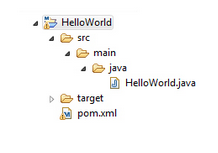 HelloWorld
src
main
java
HelloWorld.java
target
pom.xml